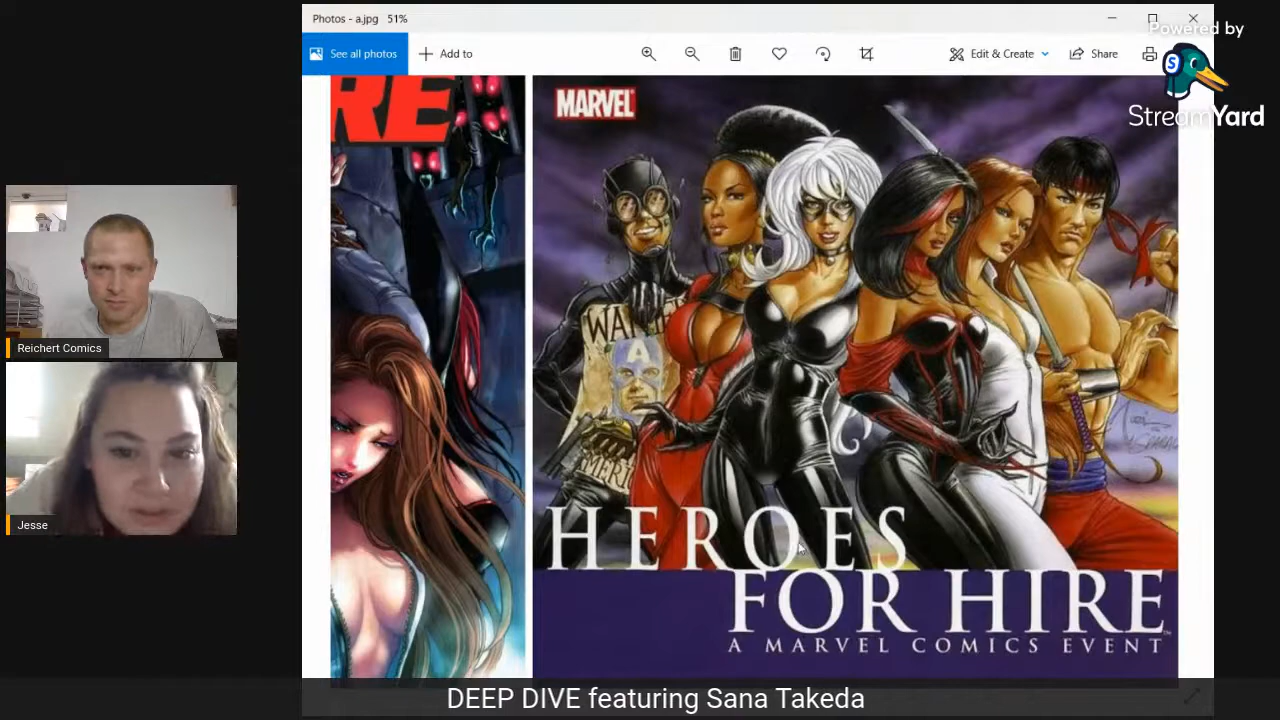 Photos - a.jpg 51%
Powered by
StreamYard
See all photos
Add to
Edit & Create
Share
RE
MARVEL
Reichert Comics
Jesse
HEROES
FOR HIRE
A MARVEL COMICS EVENT
DEEP DIVE featuring Sana Takeda